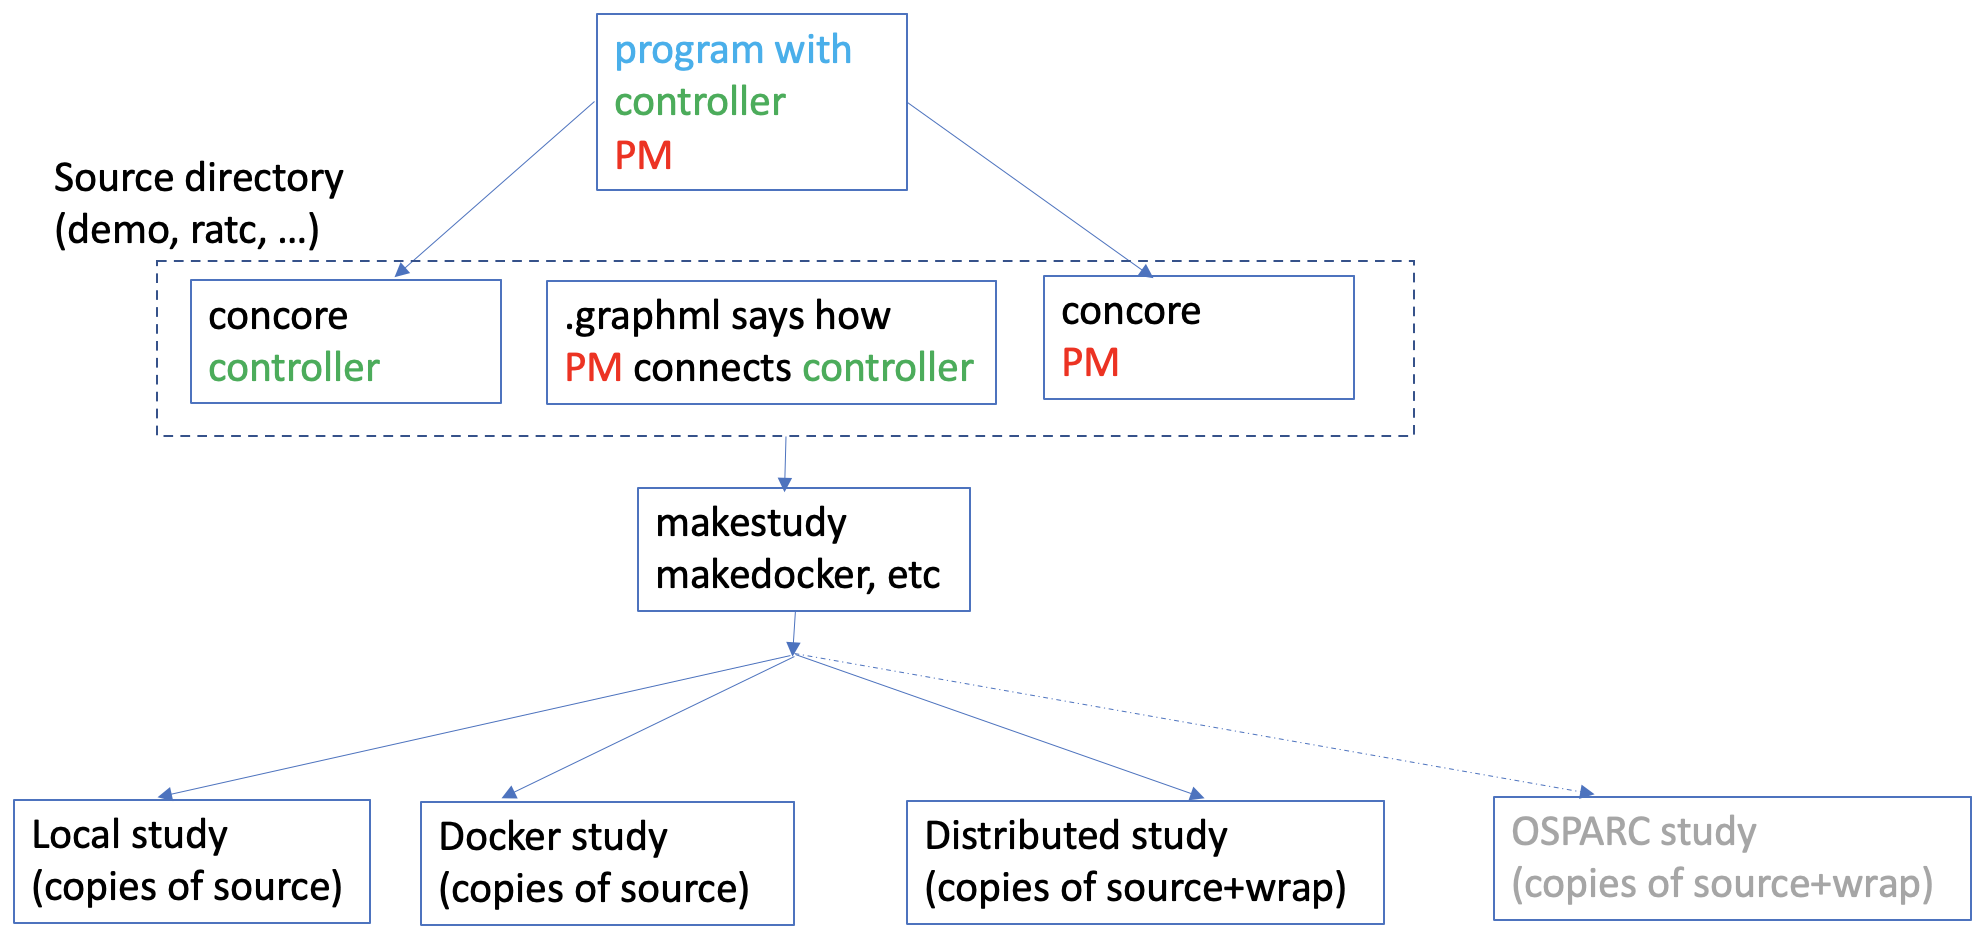 program with
controller
PM
Source directory
(demo, ratc, ...)
concore
controller
.graphml says how
PM connects controller
concore
PM
makestudy
makedocker, etc
Local study
(copies of source)
Docker study
(copies of source)
Distributed study
(copies of source+wrap)
OSPARC study
(copies of source+wrap)